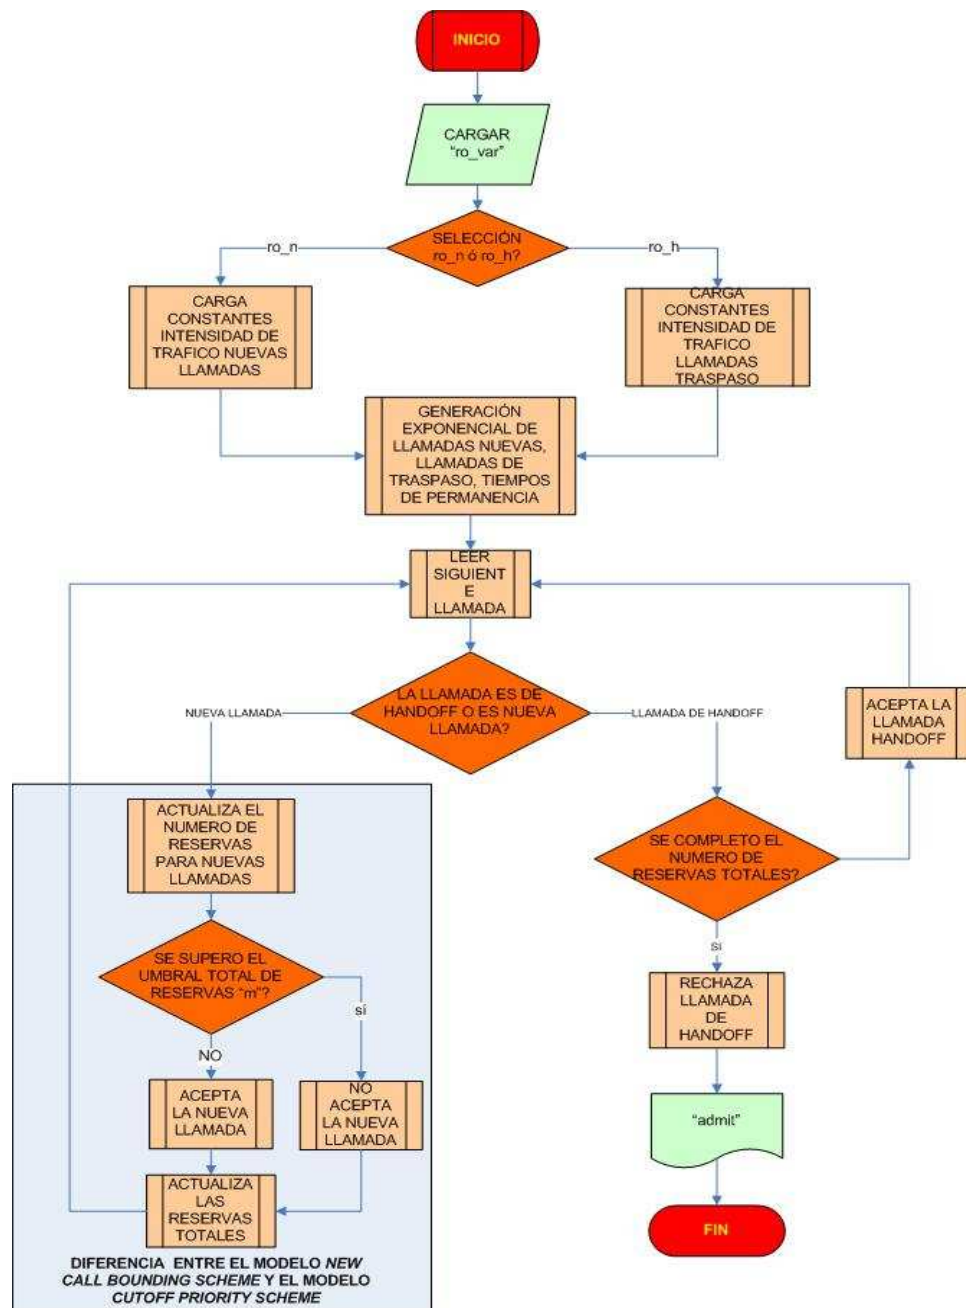 INICIO
CARGAR
“ro_var”
SELECCIÓN
ro_n ó ro_h?
ro_n
ro_h
CARGA
CONSTANTES
INTENSIDAD DE
TRAFICO NUEVAS
LLAMADAS
CARGA
CONSTANTES
INTENSIDAD DE
TRAFICO
LLAMADAS
TRASPASO
GENERACIÓN
EXPONENCIAL DE
LLAMADAS NUEVAS,
LLAMADAS DE
TRASPASO, TIEMPOS
DE PERMANENCIA
LEER
SIGUIENT
E
LLAMADA
LA LLAMADA ES DE
HANDOFF O ES NUEVA
LLAMADA?
NUEVA LLAMADA
LLAMADA DE HANDOFF
ACEPTA LA
LLAMADA
HANDOFF
ACTUALIZA EL
NUMERO DE
RESERVAS
PARA NUEVAS
LLAMADAS
SE COMPLETO EL
NUMERO DE
RESERVAS TOTALES?
SE SUPERO EL
UMBRAL TOTAL DE
RESERVAS “m”?
sí
NO
sí
RECHAZA
LLAMADA
DE
HANDOFF
ACEPTA
LA NUEVA
LLAMADA
NO
ACEPTA
LA NUEVA
LLAMADA
“admit”
ACTUALIZA
LAS
RESERVAS
TOTALES
FIN
DIFERENCIA ENTRE EL MODELO NEW
CALL BOUNDING SCHEME Y EL MODELO
CUTOFF PRIORITY SCHEME